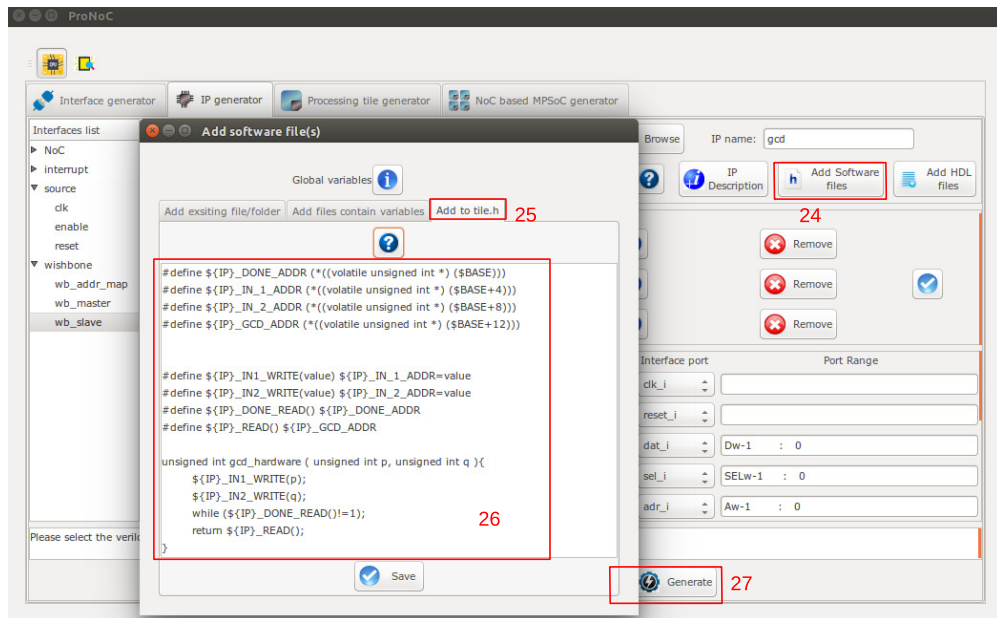 ProNoC
Interface generator
IP generator
Processing tile generator
NoC based MPSoC generator
Interfaces list
NoC
interrupt
source
clk
enable
reset
wishbone
wb_addr_map
wb_master
wb_slave
Please select the
Add software file(s)
Global variables
Add exsiting file/folder
Add files contain variables
Add to tile.h
25
#define ${IP}_DONE_ADDR (*((volatile unsigned int *) ($BASE)))
#define ${IP}_IN_1_ADDR (*((volatile unsigned int *) ($BASE+4)))
#define ${IP}_IN_2_ADDR (*((volatile unsigned int *) ($BASE+8)))
#define ${IP}_GCD_ADDR (*((volatile unsigned int *) ($BASE+12)))
#define ${IP}_IN1_WRITE(value) ${IP}_IN_1_ADDR=value
#define ${IP}_IN2_WRITE(value) ${IP}_IN_2_ADDR=value
#define ${IP}_DONE_READ() ${IP}_DONE_ADDR
#define ${IP}_READ() ${IP}_GCD_ADDR
unsigned int gcd_hardware ( unsigned int p, unsigned int q ){
${IP}_IN1_WRITE(p);
${IP}_IN2_WRITE(q);
while (${IP}_DONE_READ()!=1);
return ${IP}_READ();
}
26
Save
Browse
IP name:
gcd
IP
Description
h
Add Software
files
Add HDL
files
24
Remove
Remove
Remove
Interface port
Port Range
clk_i
reset_i
dat_i
Dw-1 : 0
sel_i
SELw-1 : 0
adr_i
Aw-1 : 0
Generate
27